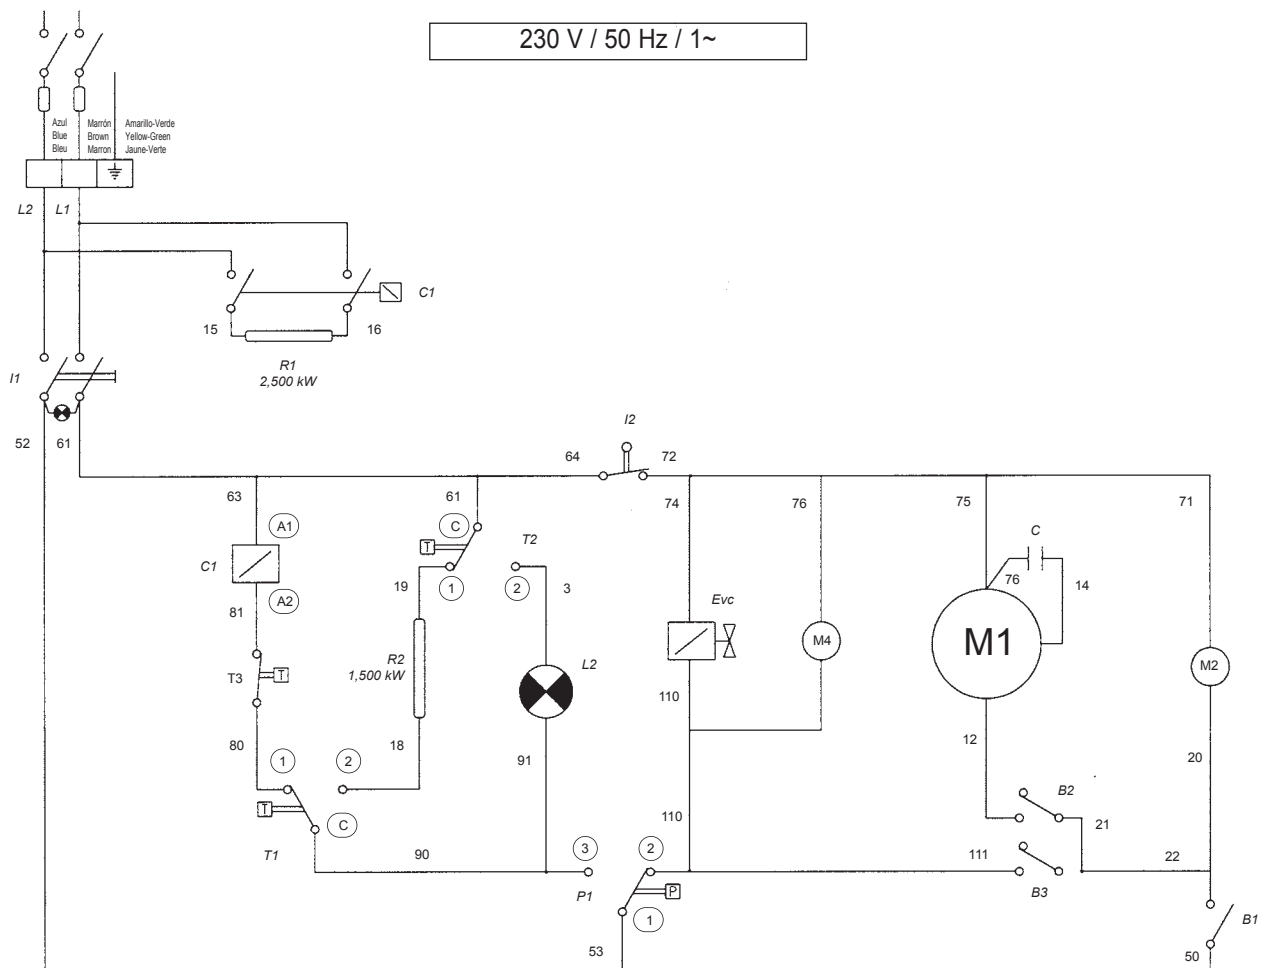 230 V / 50 Hz / 1~
Azul
Blue
Bleu
Marrón
Brown
Marron
Amarillo-Verde
Yellow-Green
Jaune-Verte
L2 L1
C1
15 16
R1
2,500 kW
I1
52 61
I2
64 72
63 61 74 76 75 71
A1 C T2 C
T
C1 19 1 2 3 76 14
A2 Evc
81 M1 M4
R2 L2
1,500 kW
T3 T M2
110
80 18 91 12 20
1 2
B2
T C 110 21
T1 90 3 2 111 22
P1 P B3
1 B1
53 50